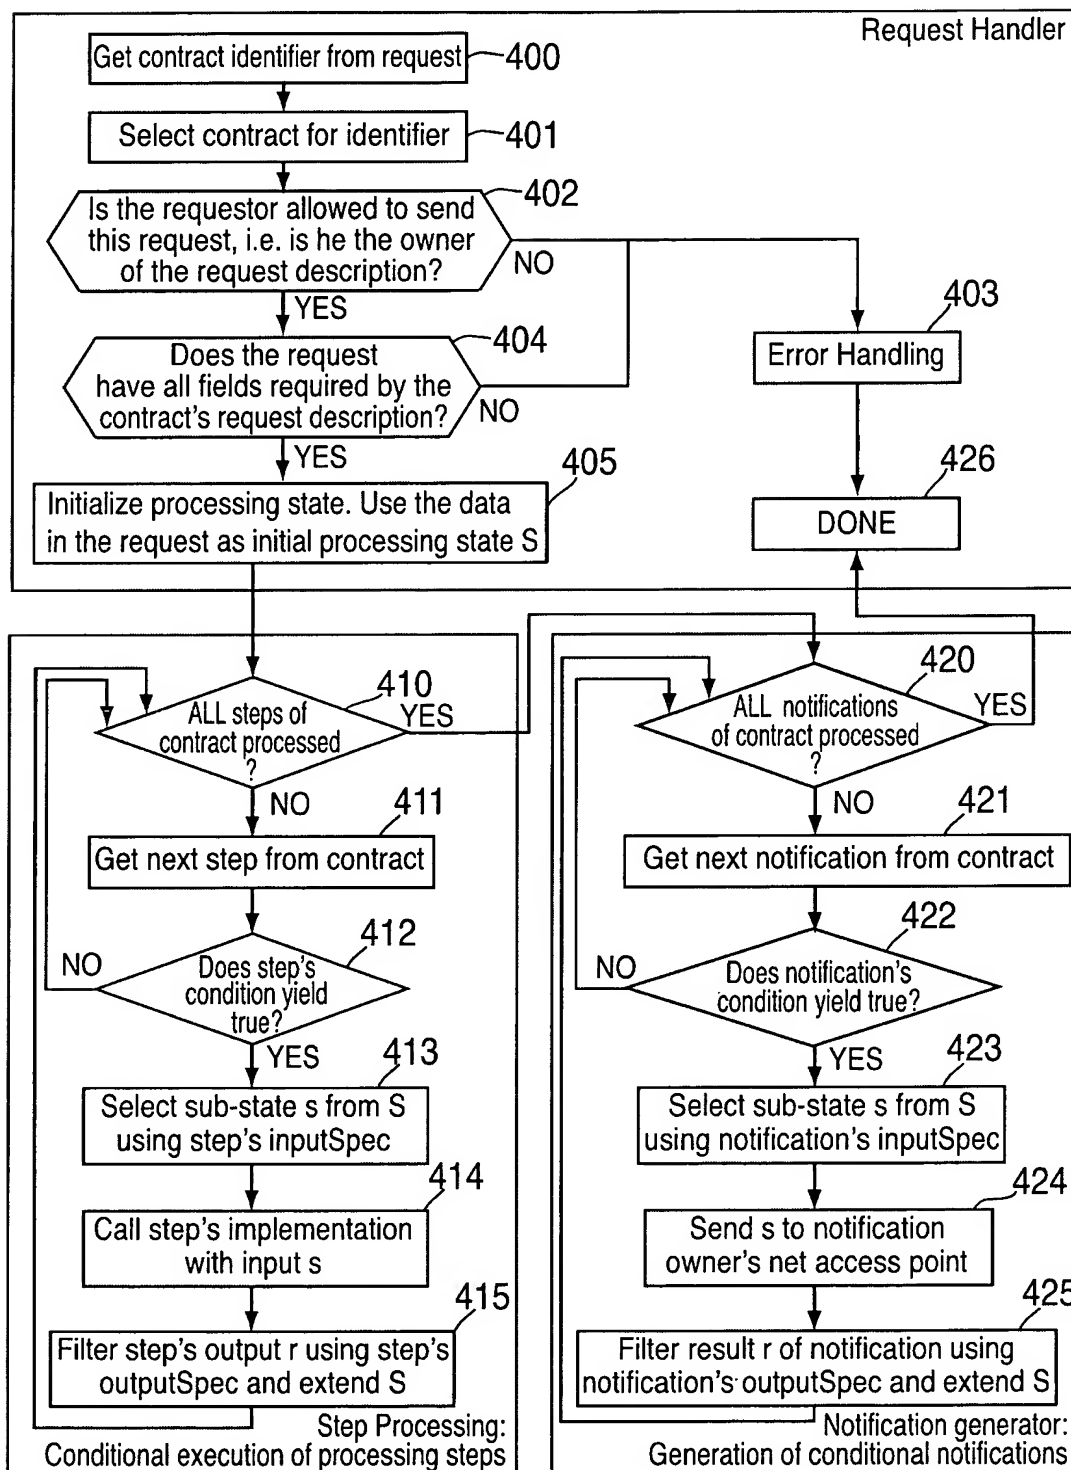 Request Handler
Get contract identifier from request
400
Select contract for identifier
401
402
Is the requestor allowed to send
this request, i.e. is he the owner
of the request description?
NO
YES
403
Error Handling
404
Does the request
have all fields required by the
contract's request description?
NO
YES
405
Initialize processing state. Use the data
in the request as initial processing state S
426
DONE
410
ALL steps of
contract processed
?
YES
NO
411
Get next step from contract
412
Does step's
condition yield
true?
NO
YES
413
Select sub-state s from S
using step's inputSpec
414
Call step's implementation
with input s
415
Filter step's output r using step's
outputSpec and extend S
Step Processing:
Conditional execution of processing steps
420
ALL notifications
of contract processed
?
YES
NO
421
Get next notification from contract
422
Does notification's
condition yield true?
NO
YES
423
Select sub-state s from S
using notification's inputSpec
424
Send s to notification
owner's net access point
425
Filter result r of notification using
notification's outputSpec and extend S
Notification generator:
Generation of conditional notifications